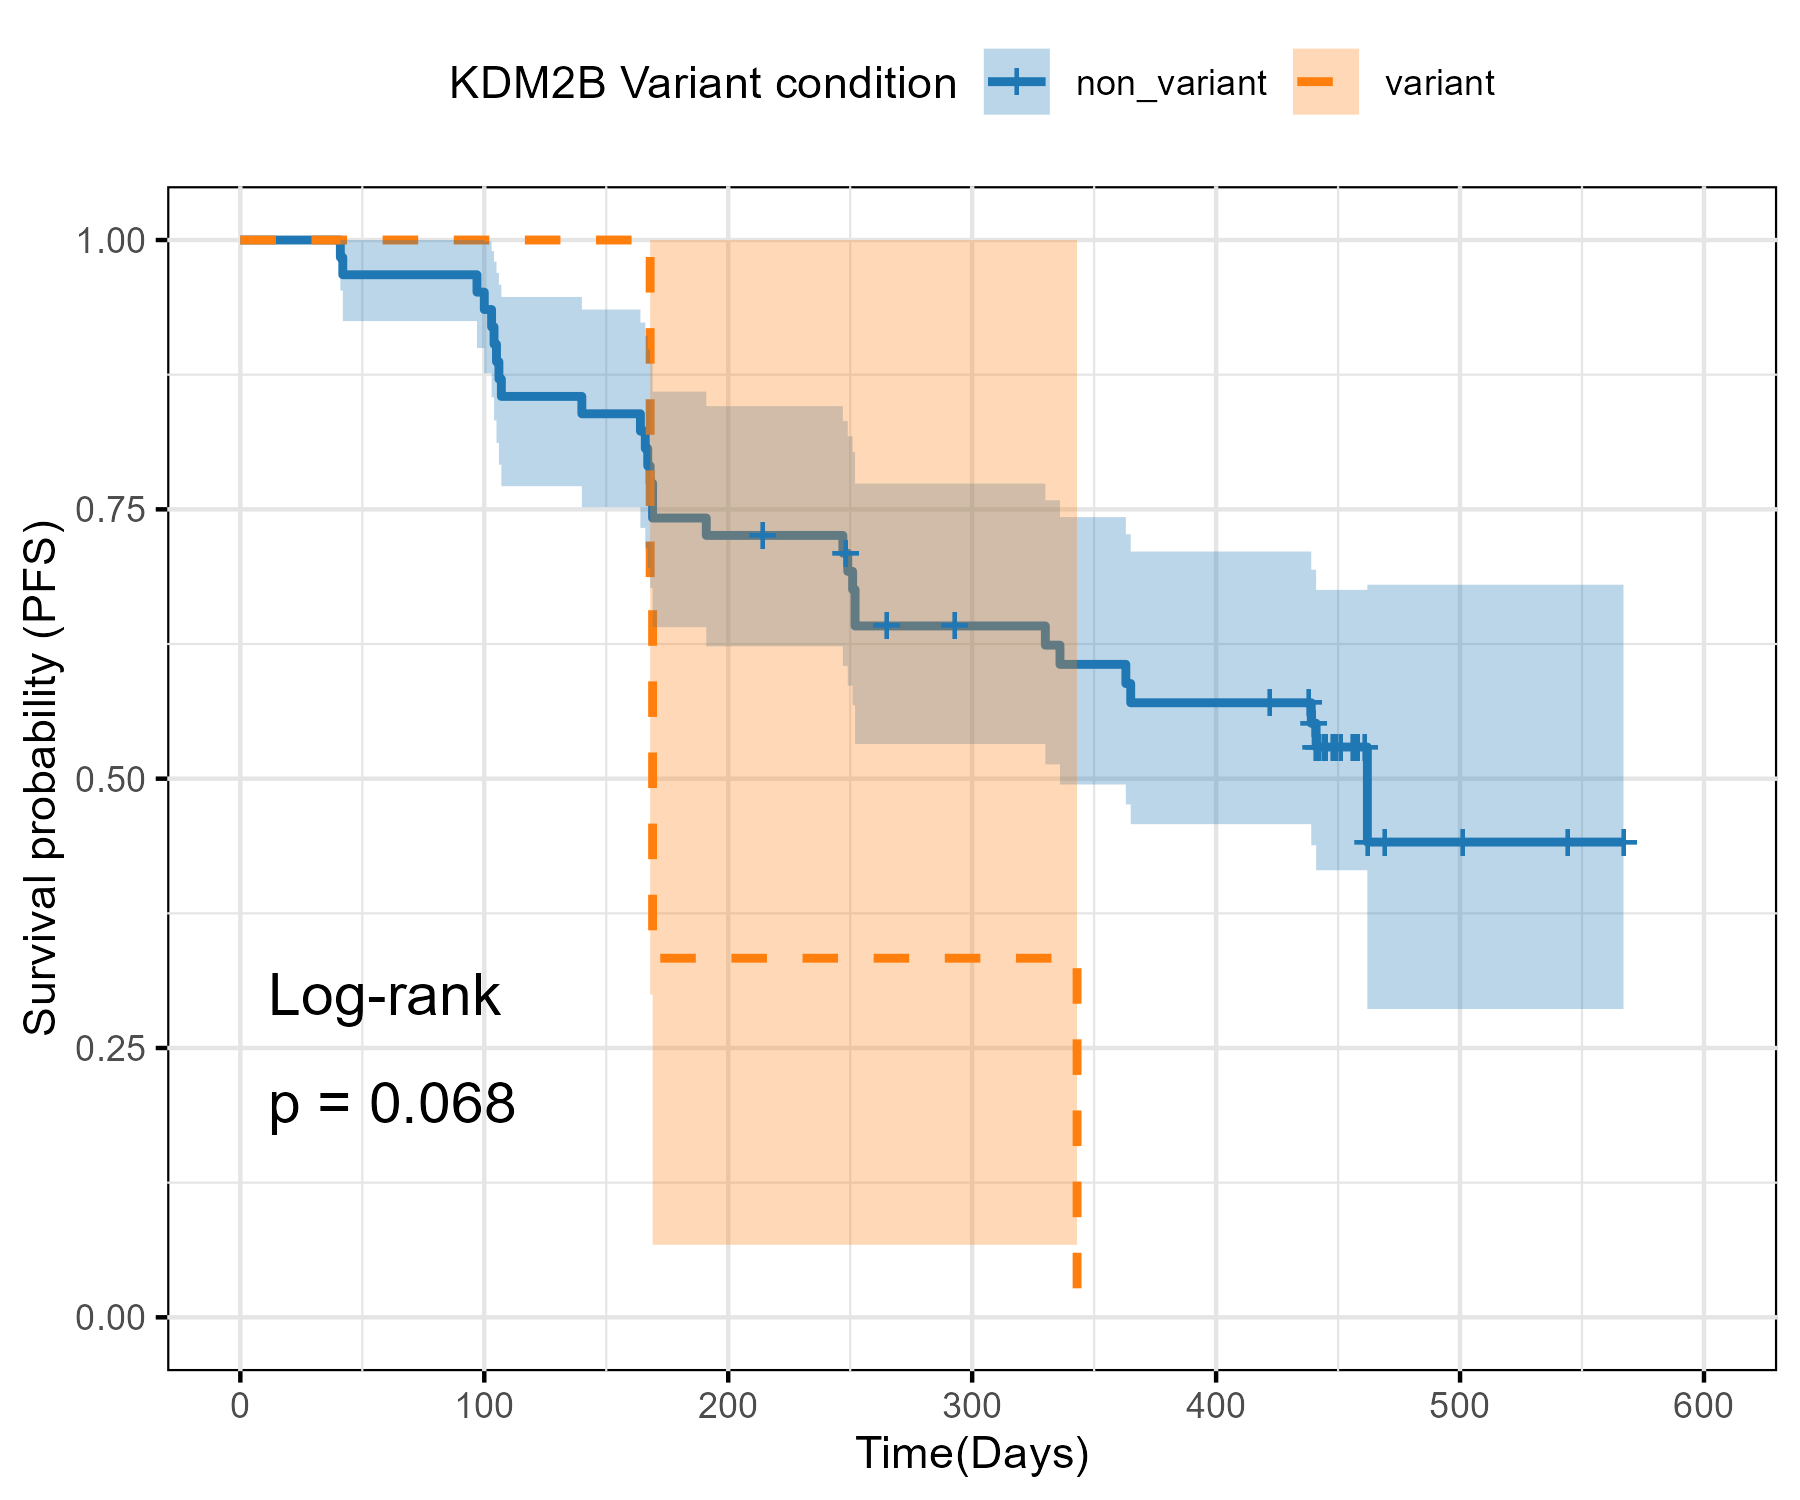 KDM2B Variant condition non_variant variant
Survival probability (PFS)
1.00
0.75
0.50
0.25
0.00
Log-rank
p = 0.068
0 100 200 300 400 500 600
Time(Days)